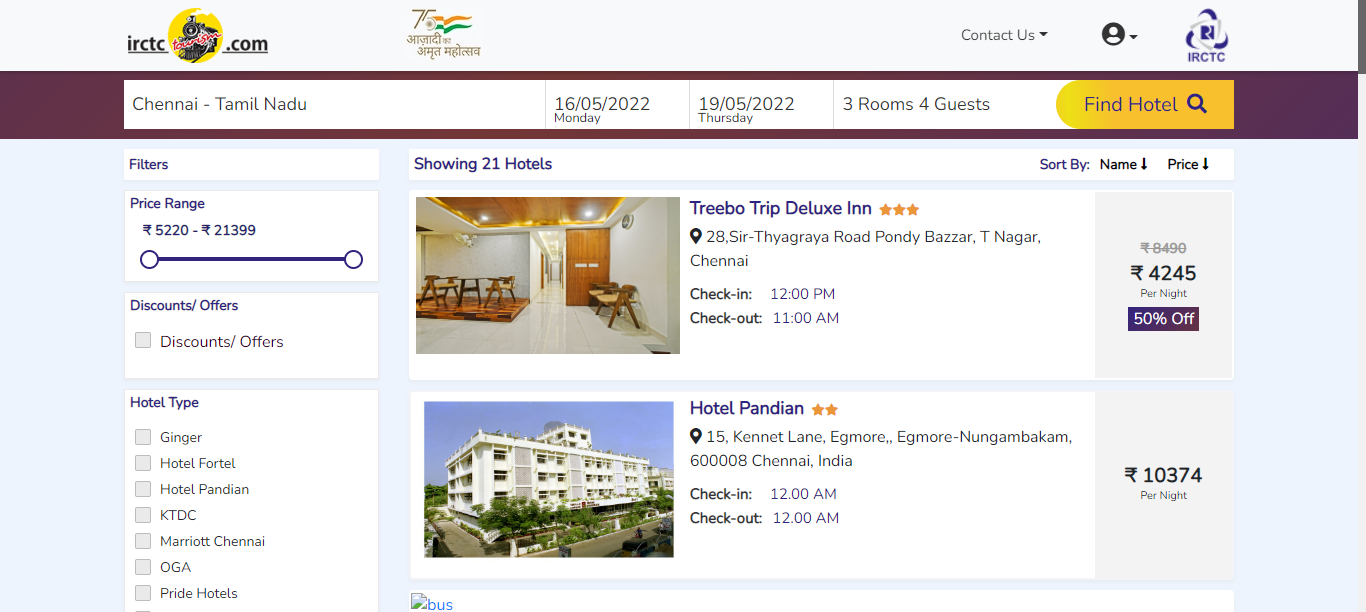 irctc tourism .com
75
आज़ादी का
अमृत महोत्सव
Contact Us
IRCTC
Chennai - Tamil Nadu
16/05/2022
Monday
19/05/2022
Thursday
3 Rooms 4 Guests
Find Hotel
Filters
Showing 21 Hotels
Sort By: Name Price
Price Range
₹ 5220 - ₹ 21399
Discounts/ Offers
Discounts/ Offers
Hotel Type
Ginger
Hotel Fortel
Hotel Pandian
KTDC
Marriott Chennai
OGA
Pride Hotels
Treebo Trip Deluxe Inn
28,Sir-Thyagraya Road Pondy Bazzar, T Nagar,
Chennai
Check-in: 12:00 PM
Check-out: 11:00 AM
₹ 8490
₹ 4245
Per Night
50% Off
Hotel Pandian
15, Kennet Lane, Egmore,, Egmore-Nungambakam,
600008 Chennai, India
Check-in: 12.00 AM
Check-out: 12.00 AM
₹ 10374
Per Night
bus